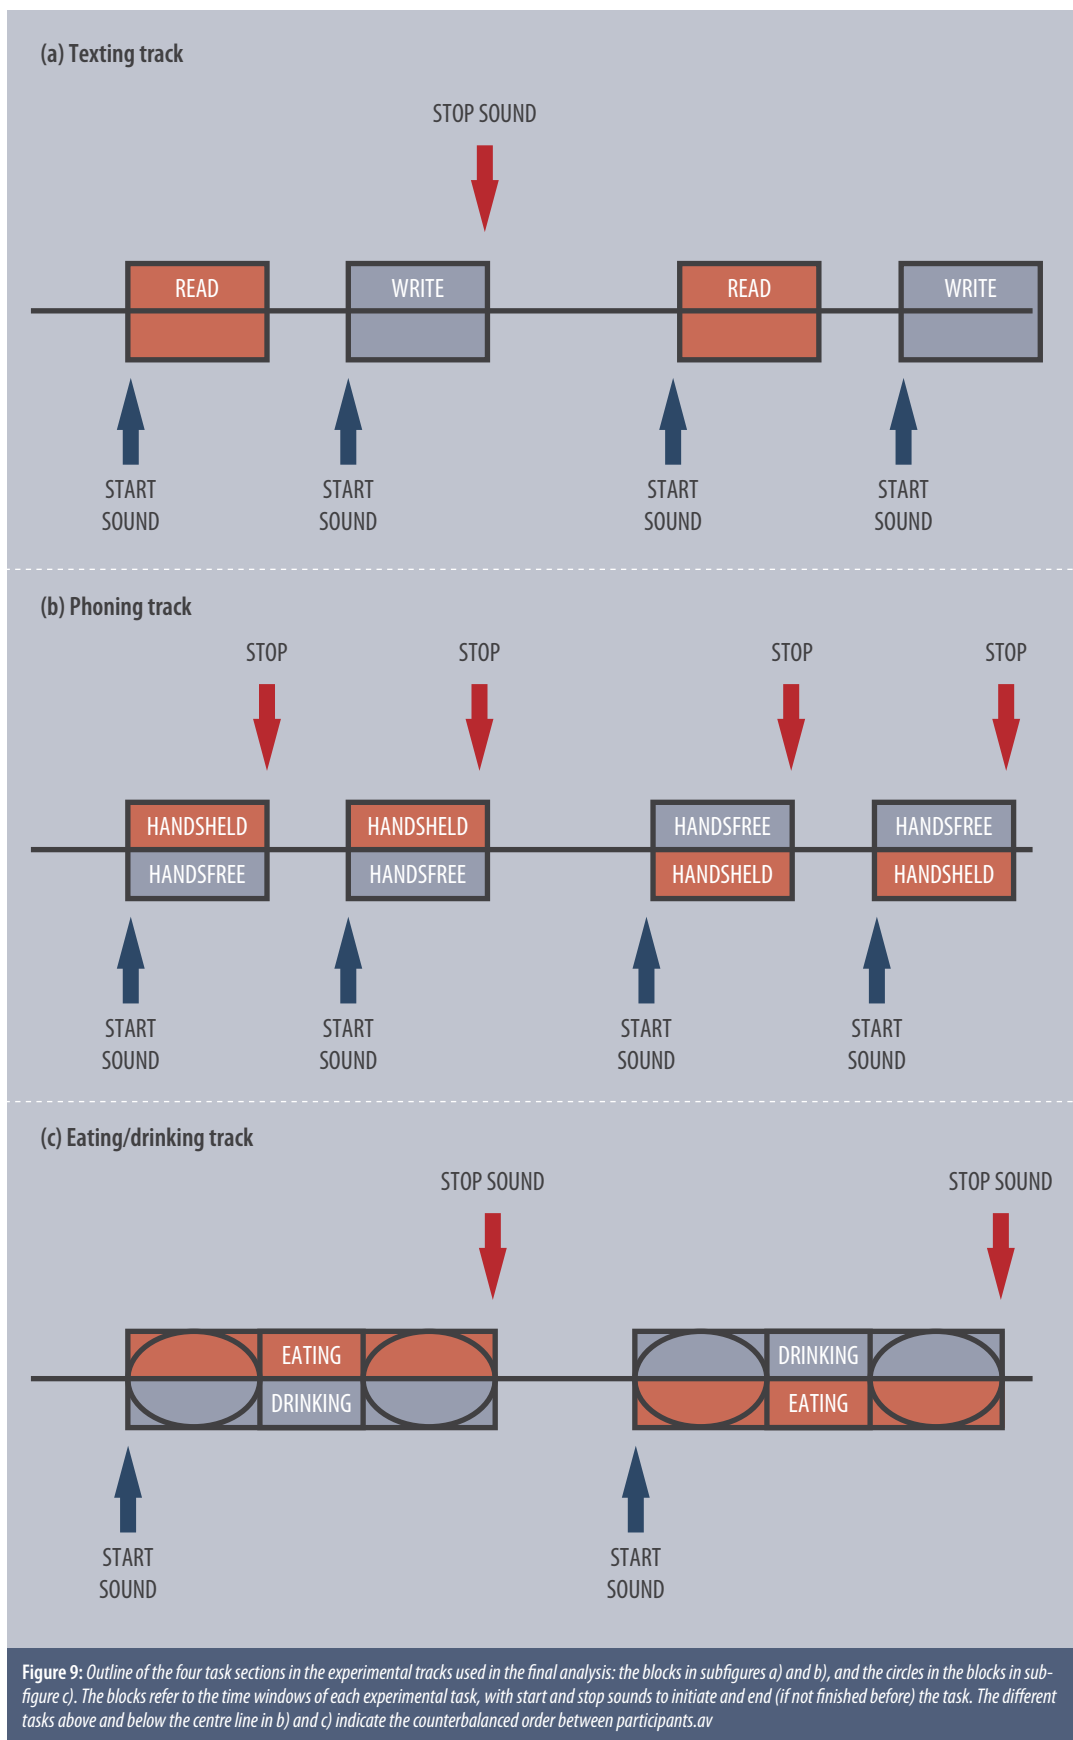 (a) Texting track
STOP SOUND
READ
WRITE
READ
WRITE
START
SOUND
START
SOUND
START
SOUND
START
SOUND
(b) Phoning track
STOP
STOP
STOP
STOP
HANDSHELD
HANDSFREE
HANDSHELD
HANDSFREE
HANDSFREE
HANDSHELD
HANDSFREE
HANDSHELD
START
SOUND
START
SOUND
START
SOUND
START
SOUND
(c) Eating/drinking track
STOP SOUND
STOP SOUND
EATING
DRINKING
DRINKING
EATING
START
SOUND
START
SOUND
Figure 9: Outline of the four task sections in the experimental tracks used in the final analysis: the blocks in subfigures a) and b), and the circles in the blocks in sub-
figure c). The blocks refer to the time windows of each experimental task, with start and stop sounds to initiate and end (if not finished before) the task. The different
tasks above and below the centre line in b) and c) indicate the counterbalanced order between participants.av